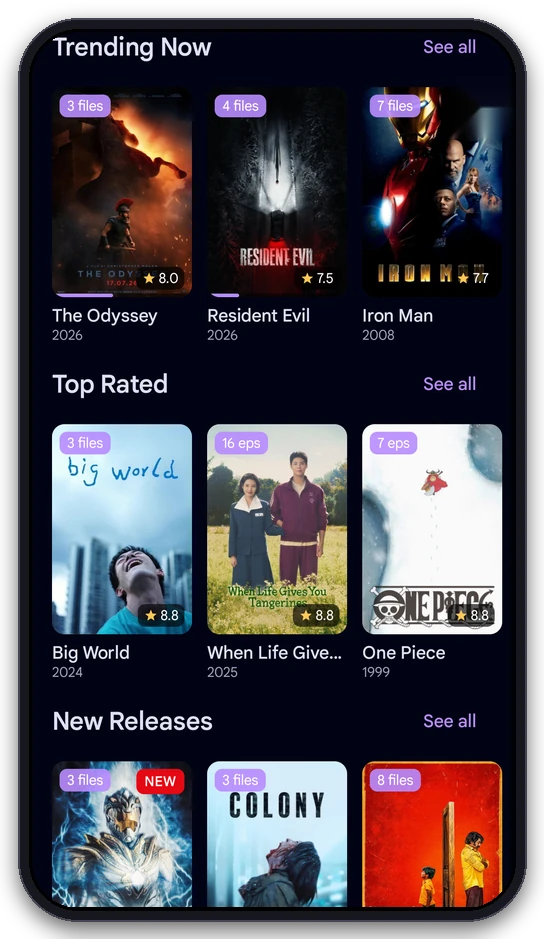 Trending Now
See all
3 files
4 files
7 files
RESIDENT EVIL
THE ODY
17.07.26
IRON M
8.0
7.5
7.7
The Odyssey
Resident Evil
Iron Man
2026
2026
2008
Top Rated
See all
3 files
16 eps
7 eps
big world
When Life Gives You
Tangerines
ONE PIECE
8.8
8.8
8.8
Big World
When Life Give...
One Piece
2024
2025
1999
New Releases
See all
3 files
NEW
3 files
8 files
COLONY